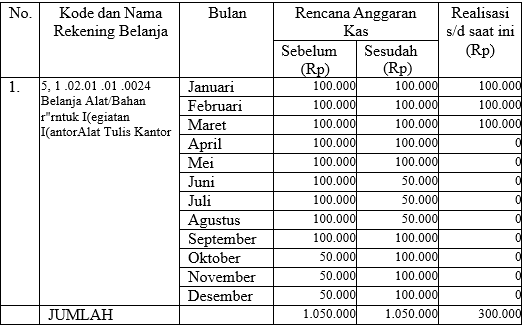 No. Kode dan Nama Rekening Belanja Bulan Rencana Anggaran Kas Realisasi s/d saat ini (Rp)
Sebelum (Rp) Sesudah (Rp)
1. 5, 1 .02.01 .01 .0024 Januari 100.000 100.000 100.000
Belanja Alat/Bahan Februari 100.000 100.000 100.000
r"rntuk I(egiatan Maret 100.000 100.000 100.000
I(antorAlat Tulis Kantor
April 100.000 100.000 0
Mei 100.000 100.000 0
Juni 100.000 50.000 0
Juli 100.000 50.000 0
Agustus 100.000 50.000 0
September 100.000 100.000 0
Oktober 50.000 100.000 0
November 50.000 100.000 0
Desember 50.000 100.000 0
JUMLAH 1.050.000 1.050.000 300.000